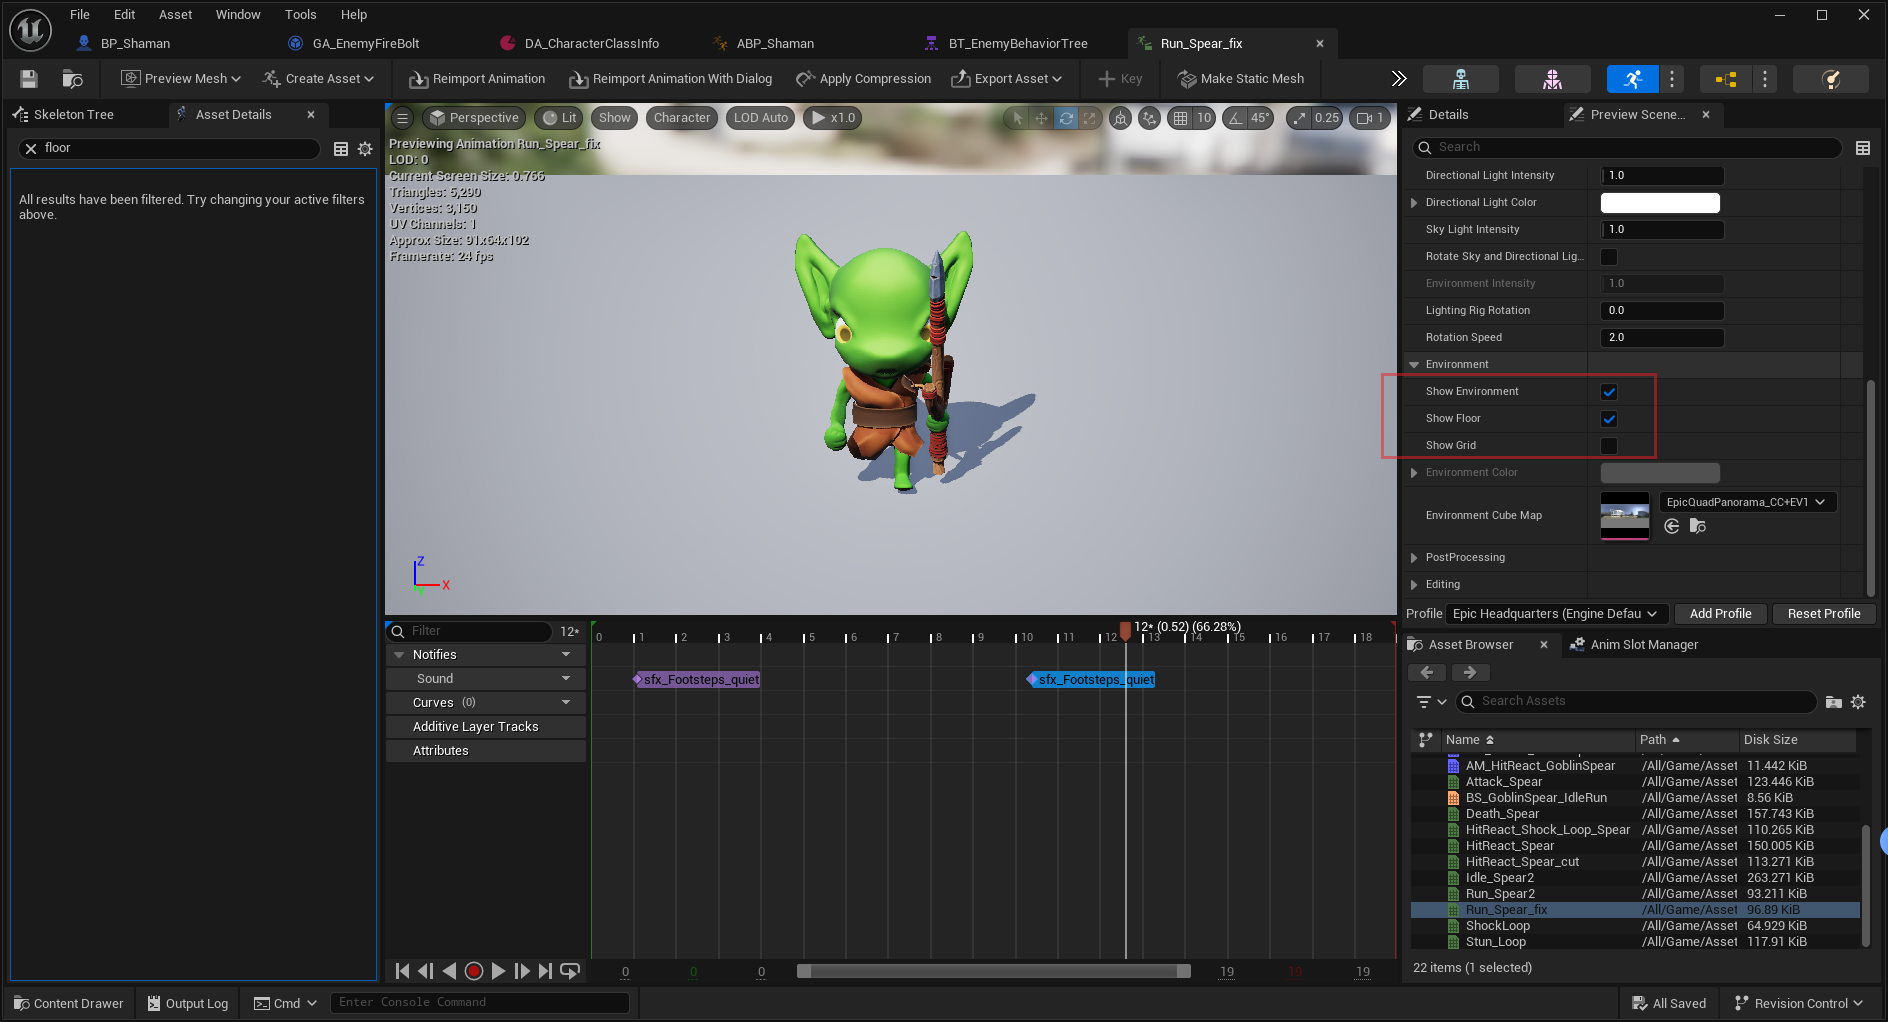 File Edit Asset Window Tools Help
BP_Shaman GA_EnemyFireBolt DA_CharacterClassInfo ABP_Shaman BT_EnemyBehaviorTree Run_Spear_fix
Preview Mesh Create Asset Reimport Animation Reimport Animation With Dialog Apply Compression Export Asset Key Make Static Mesh
Skeleton Tree Asset Details
floor
All results have been filtered. Try changing your active filters
above.
Perspective Lit Show Character LOD Auto x1.0 10 45° 0.25 1
Previewing Animation Run_Spear_fix
LOD: 0
Current Screen Size: 0.766
Triangles: 5,290
Vertices: 3,150
UV Channels: 1
Approx Size: 91x64x102
Framerate: 24 fps
Z
X
Y
Filter 12*
12* (0.52) (66.28%)
0 1 2 3 4 5 6 7 8 9 10 11 12 13 14 15 16 17 18
Notifies
Sound
sfx_Footsteps_quiet sfx_Footsteps_quiet
Curves (0)
Additive Layer Tracks
Attributes
0 0 0 19 19 19
Details Preview Scene...
Search
Directional Light Intensity 1.0
Directional Light Color
Sky Light Intensity 1.0
Rotate Sky and Directional Lig...
Environment Intensity 1.0
Lighting Rig Rotation 0.0
Rotation Speed 2.0
Environment
Show Environment
Show Floor
Show Grid
Environment Color
Environment Cube Map EpicQuadPanorama_CC+EV1
PostProcessing
Editing
Profile Epic Headquarters (Engine Defau Add Profile Reset Profile
Asset Browser Anim Slot Manager
Search Assets
Name Path Disk Size
AM_HitReact_GoblinSpear /All/Game/Asset 11.442 KiB
Attack_Spear /All/Game/Asset 123.446 KiB
BS_GoblinSpear_IdleRun /All/Game/Asset 8.56 KiB
Death_Spear /All/Game/Asset 157.743 KiB
HitReact_Shock_Loop_Spear /All/Game/Asset 110.265 KiB
HitReact_Spear /All/Game/Asset 150.005 KiB
HitReact_Spear_cut /All/Game/Asset 113.271 KiB
Idle_Spear2 /All/Game/Asset 263.271 KiB
Run_Spear2 /All/Game/Asset 93.211 KiB
Run_Spear_fix /All/Game/Asset 96.89 KiB
ShockLoop /All/Game/Asset 64.929 KiB
Stun_Loop /All/Game/Asset 117.91 KiB
22 items (1 selected)
Content Drawer Output Log Cmd Enter Console Command All Saved Revision Control